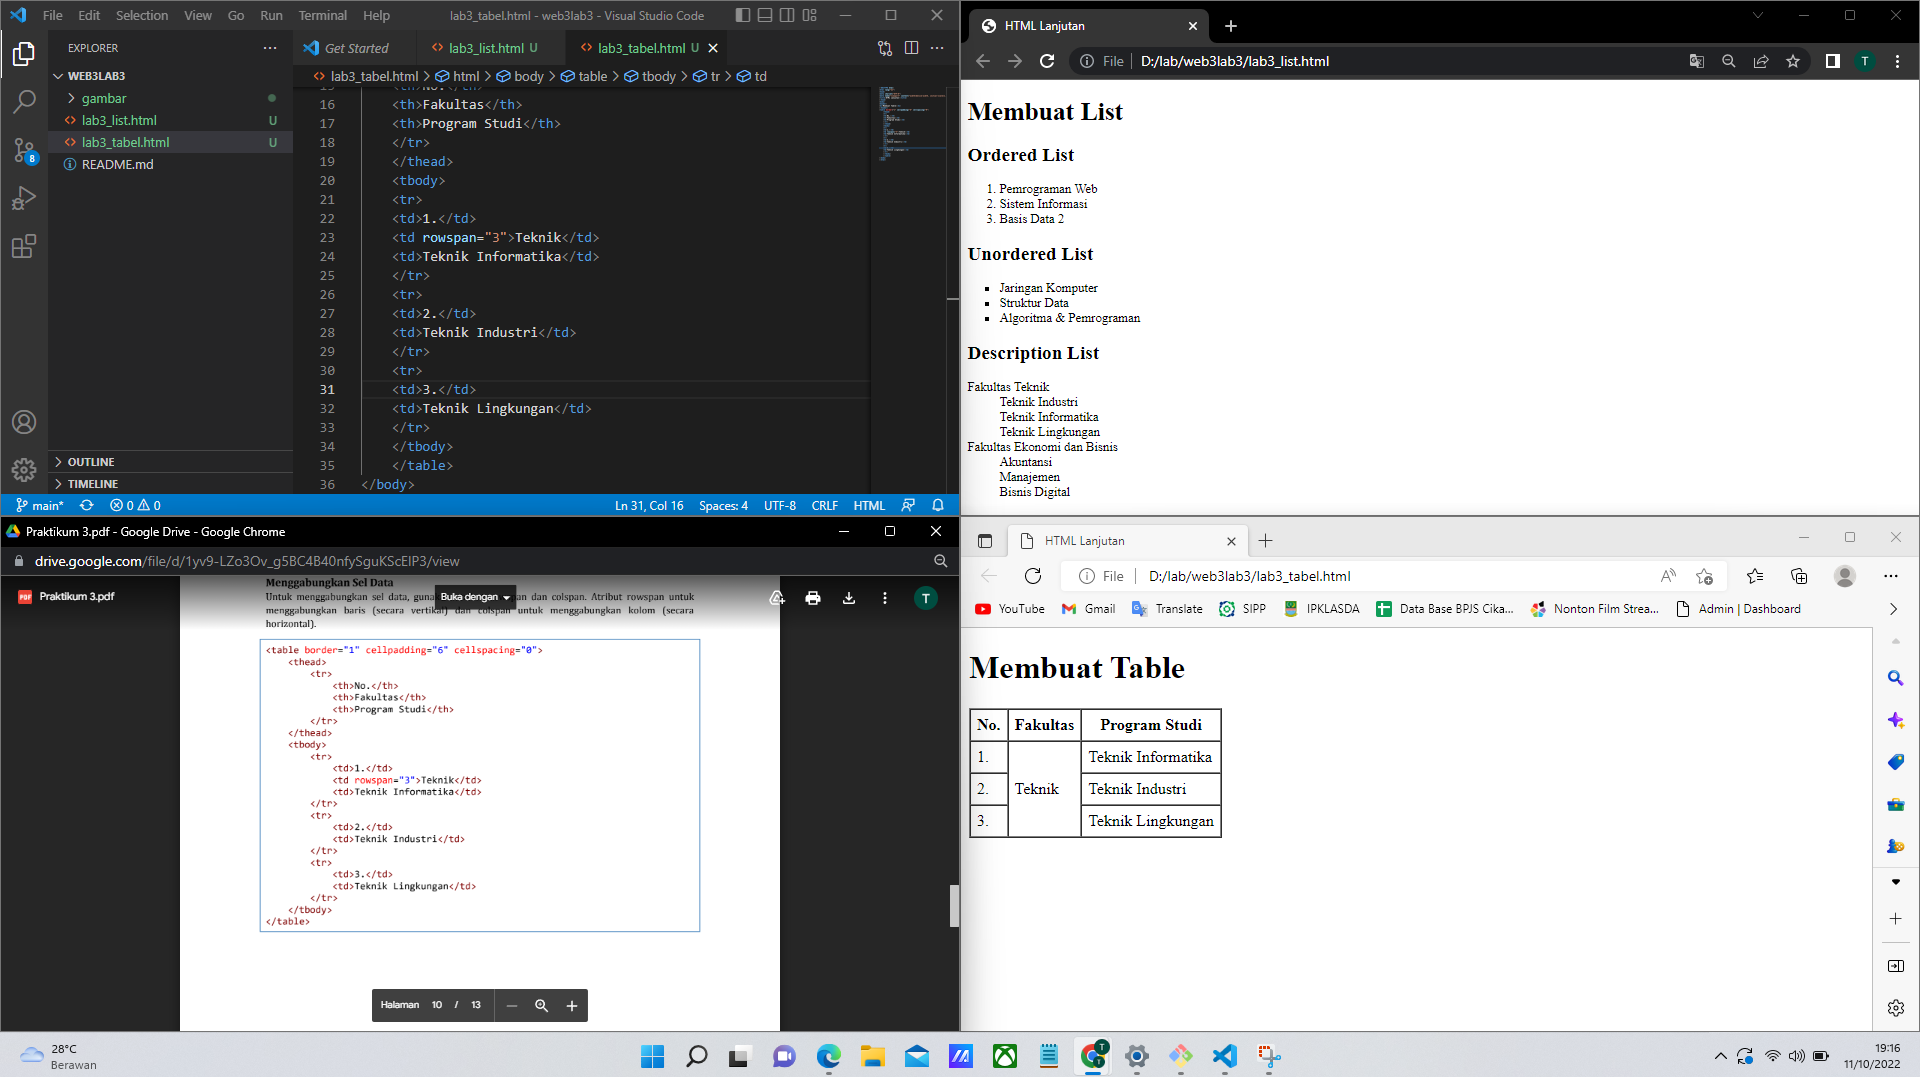 File Edit Selection View Go Run Terminal Help
lab3_tabel.html - web3lab3 - Visual Studio Code
EXPLORER
WEB3LAB3
gambar
lab3_list.html U
lab3_tabel.html U
README.md
OUTLINE
TIMELINE
8
Get Started
lab3_list.html U
lab3_tabel.html U
lab3_tabel.html > html > body > table > tbody > tr > td
16 <th>Fakultas</th>
17 <th>Program Studi</th>
18 </tr>
19 </thead>
20 <tbody>
21 <tr>
22 <td>1.</td>
23 <td rowspan="3">Teknik</td>
24 <td>Teknik Informatika</td>
25 </tr>
26 <tr>
27 <td>2.</td>
28 <td>Teknik Industri</td>
29 </tr>
30 <tr>
31 <td>3.</td>
32 <td>Teknik Lingkungan</td>
33 </tr>
34 </tbody>
35 </table>
36 </body>
main* 0 0 Ln 31, Col 16 Spaces: 4 UTF-8 CRLF HTML
HTML Lanjutan
File D:/lab/web3lab3/lab3_list.html T
Membuat List
Ordered List
1. Pemrograman Web
2. Sistem Informasi
3. Basis Data 2
Unordered List
Jaringan Komputer
Struktur Data
Algoritma & Pemrograman
Description List
Fakultas Teknik
Teknik Industri
Teknik Informatika
Teknik Lingkungan
Fakultas Ekonomi dan Bisnis
Akuntansi
Manajemen
Bisnis Digital
Praktikum 3.pdf - Google Drive - Google Chrome
drive.google.com/file/d/1yv9-LZo3Ov_g5BC4B40nfySguKScEIP3/view
PDF Praktikum 3.pdf
Buka dengan
T
Menggabungkan Sel Data
Untuk menggabungkan sel data, dan colspan. Atribut rowspan untuk
menggabungkan baris (secara vertikal) dan colspan untuk menggabungkan kolom (secara
horizontal).
<table border="1" cellpadding="6" cellspacing="0">
<thead>
<tr>
<th>No.</th>
<th>Fakultas</th>
<th>Program Studi</th>
</tr>
</thead>
<tbody>
<tr>
<td>1.</td>
<td rowspan="3">Teknik</td>
<td>Teknik Informatika</td>
</tr>
<tr>
<td>2.</td>
<td>Teknik Industri</td>
</tr>
<tr>
<td>3.</td>
<td>Teknik Lingkungan</td>
</tr>
</tbody>
</table>
Halaman 10 / 13
HTML Lanjutan
File D:/lab/web3lab3/lab3_tabel.html
YouTube Gmail Translate SIPP IPKLASDA Data Base BPJS Cika... Nonton Film Strea... Admin | Dashboard
Membuat Table
No. Fakultas Program Studi
1. Teknik Teknik Informatika
2. Teknik Industri
3. Teknik Lingkungan
28°C
Berawan
19:16
11/10/2022